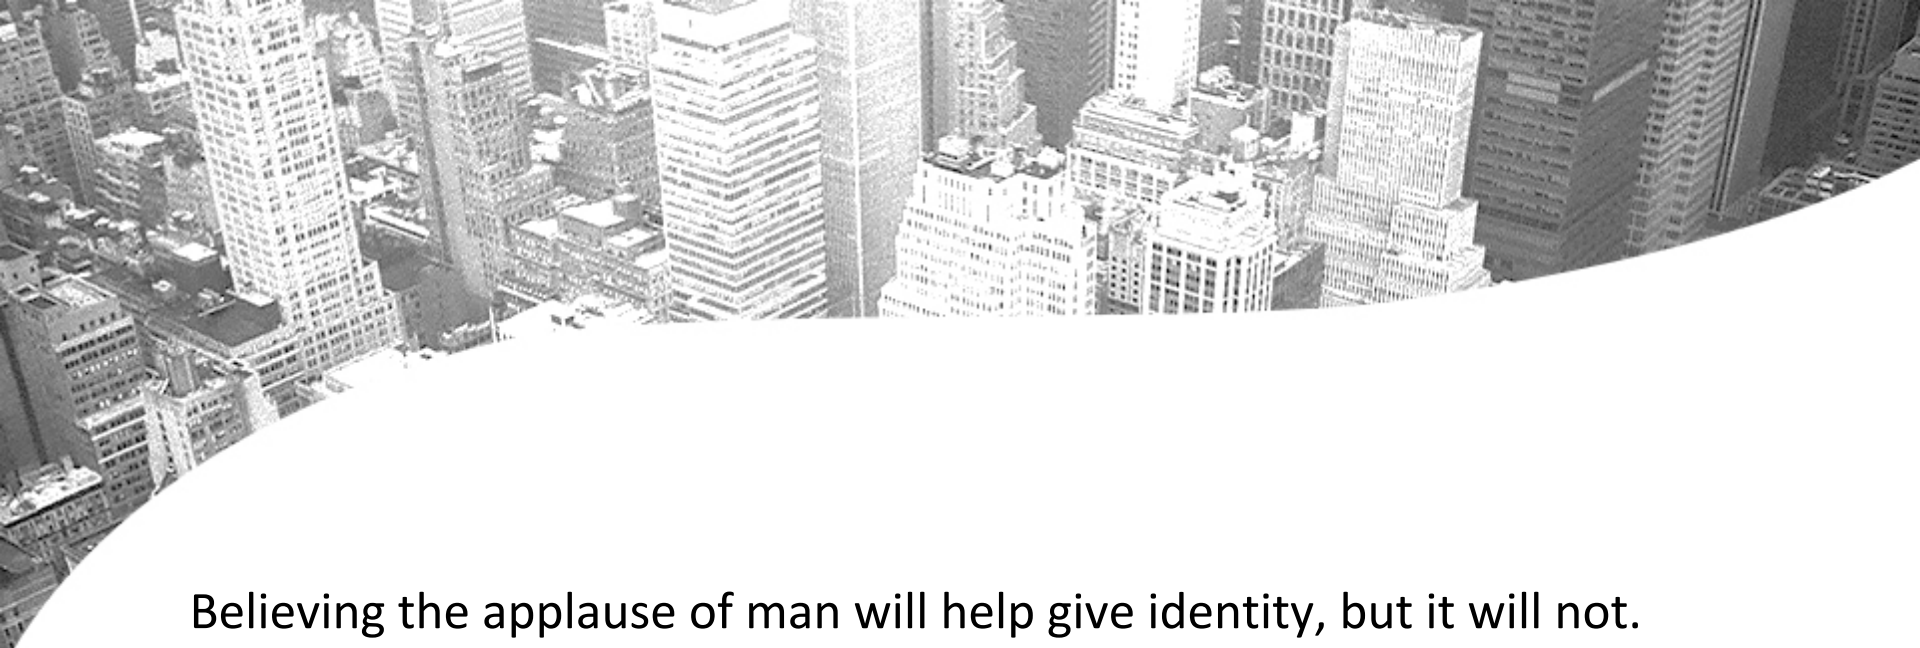 Believing the applause of man will help give identity, but it will not.